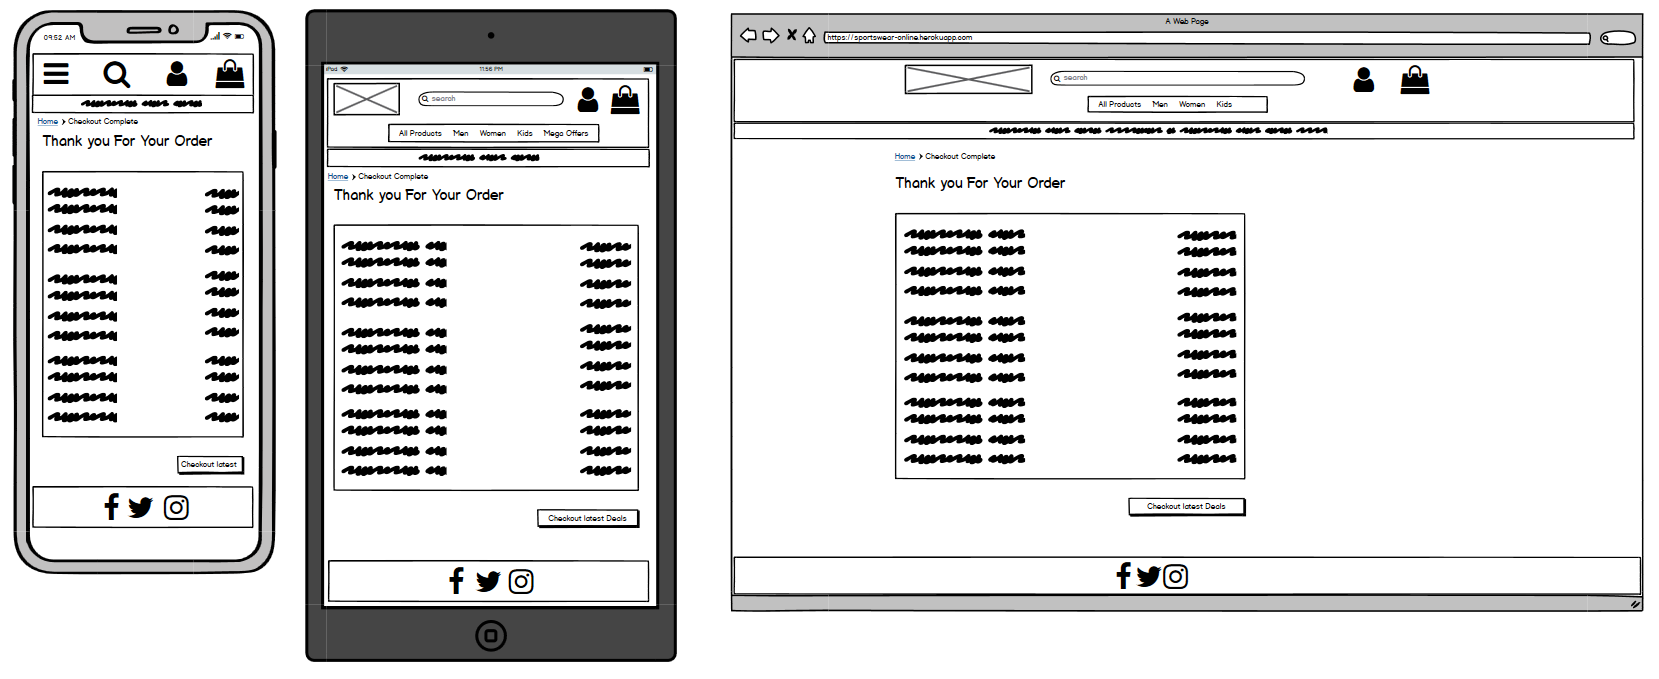 09:52 AM
Home > Checkout Complete
Thank you For Your Order
Checkout latest
iPod
11:56 PM
search
All Products Men Women Kids Mega Offers
Home > Checkout Complete
Thank you For Your Order
Checkout latest Deals
A Web Page
https://sportswear-online.herokuapp.com
search
All Products Men Women Kids
Home > Checkout Complete
Thank you For Your Order
Checkout latest Deals